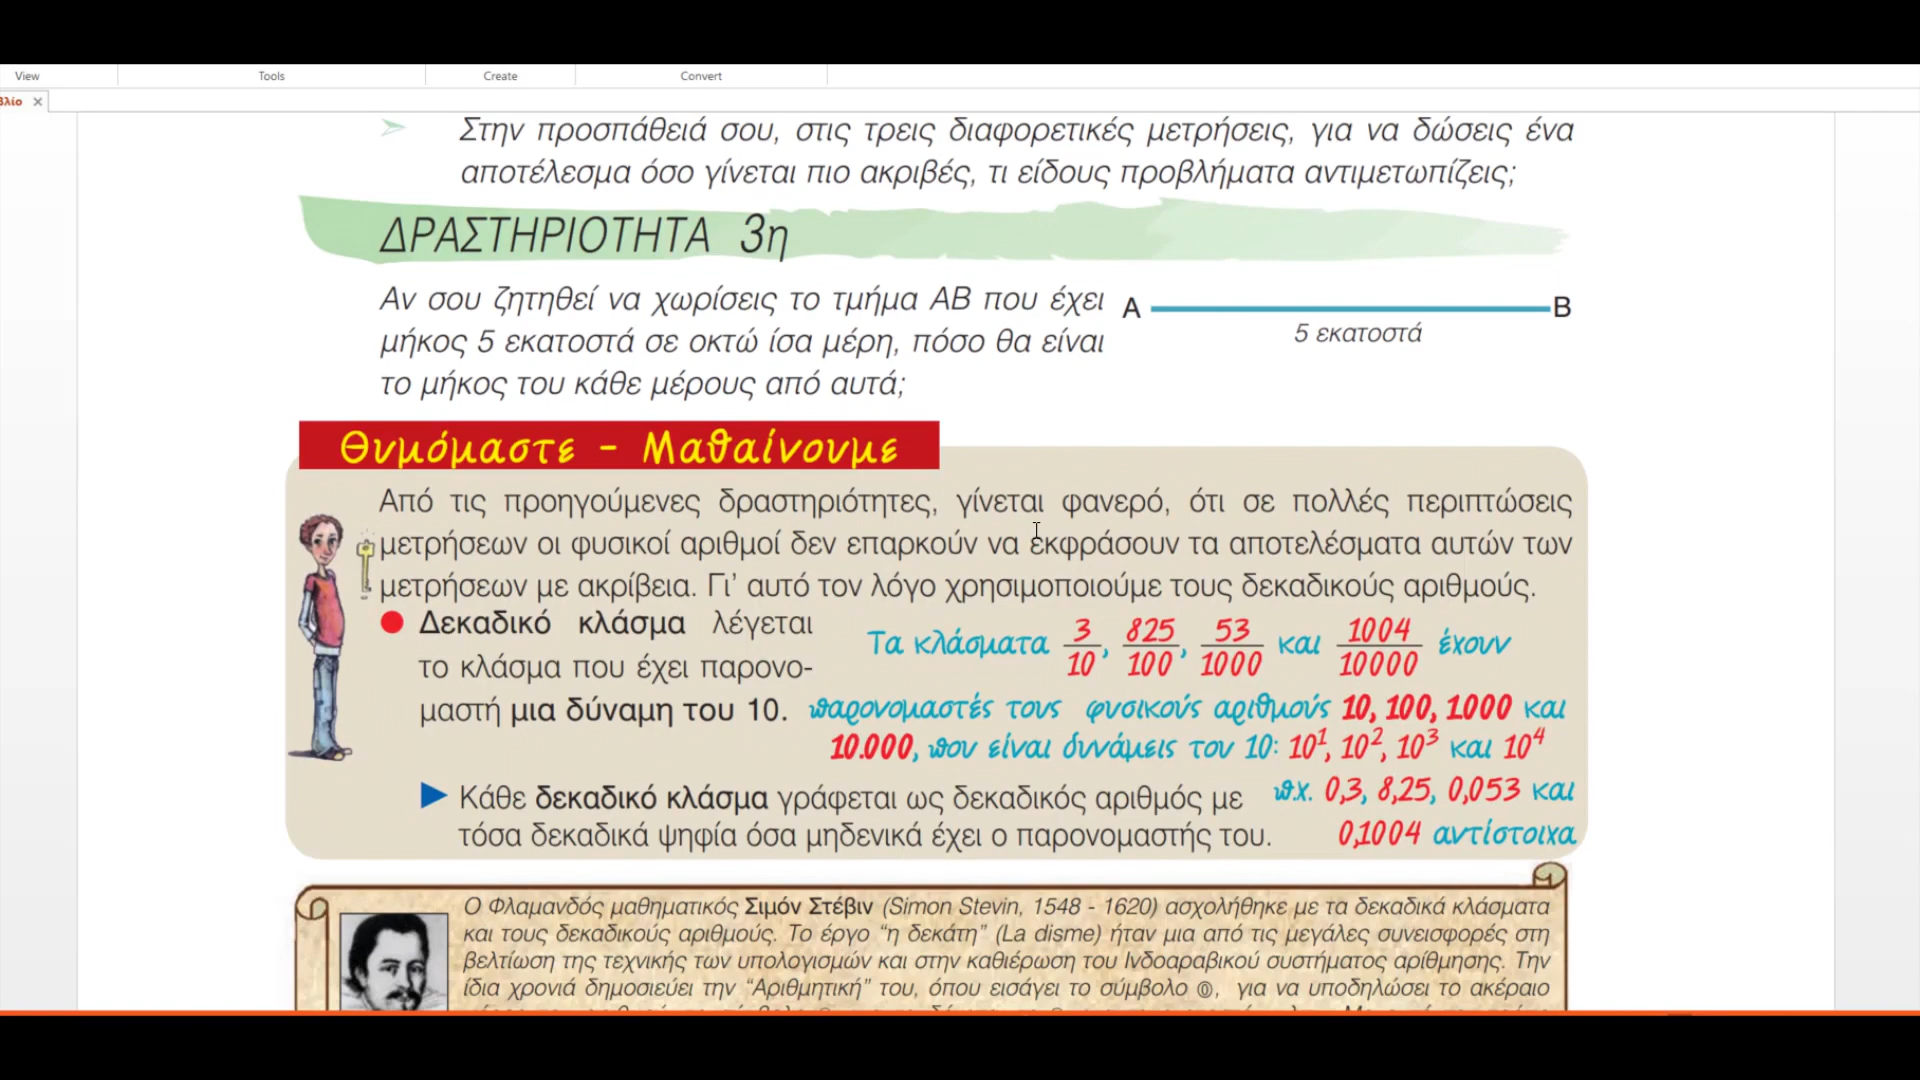 View Tools Create Convert
βλίο
Στην προσπάθειά σου, στις τρεις διαφορετικές μετρήσεις, για να δώσεις ένα
αποτέλεσμα όσο γίνεται πιο ακριβές, τι είδους προβλήματα αντιμετωπίζεις;
ΔΡΑΣΤΗΡΙΟΤΗΤΑ 3η
Αν σου ζητηθεί να χωρίσεις το τμήμα ΑΒ που έχει
μήκος 5 εκατοστά σε οκτώ ίσα μέρη, πόσο θα είναι
το μήκος του κάθε μέρους από αυτά;
Α Β
5 εκατοστά
Θυμόμαστε - Μαθαίνουμε
Από τις προηγούμενες δραστηριότητες, γίνεται φανερό, ότι σε πολλές περιπτώσεις
μετρήσεων οι φυσικοί αριθμοί δεν επαρκούν να εκφράσουν τα αποτελέσματα αυτών των
μετρήσεων με ακρίβεια. Γι' αυτό τον λόγο χρησιμοποιούμε τους δεκαδικούς αριθμούς.
Δεκαδικό κλάσμα λέγεται
το κλάσμα που έχει παρονο-
μαστή μια δύναμη του 10.
Τα κλάσματα 3/10, 825/100, 53/1000 και 1004/10000 έχουν
παρονομαστές τους φυσικούς αριθμούς 10, 100, 1.000 και
10.000, που είναι δυνάμεις του 10: 10¹, 10², 10³ και 10⁴
Κάθε δεκαδικό κλάσμα γράφεται ως δεκαδικός αριθμός με
τόσα δεκαδικά ψηφία όσα μηδενικά έχει ο παρονομαστής του.
π.χ. 0,3, 8,25, 0,053 και
0,1004 αντίστοιχα
Ο Φλαμανδός μαθηματικός Σιμόν Στέβιν (Simon Stevin, 1548 - 1620) ασχολήθηκε με τα δεκαδικά κλάσματα
και τους δεκαδικούς αριθμούς. Το έργο "η δεκάτη" (La disme) ήταν μια από τις μεγάλες συνεισφορές στη
βελτίωση της τεχνικής των υπολογισμών και στην καθιέρωση του Ινδοαραβικού συστήματος αρίθμησης. Την
ίδια χρονιά δημοσιεύει την "Αριθμητική" του, όπου εισάγει το σύμβολο ⓪, για να υποδηλώσει το ακέραιο